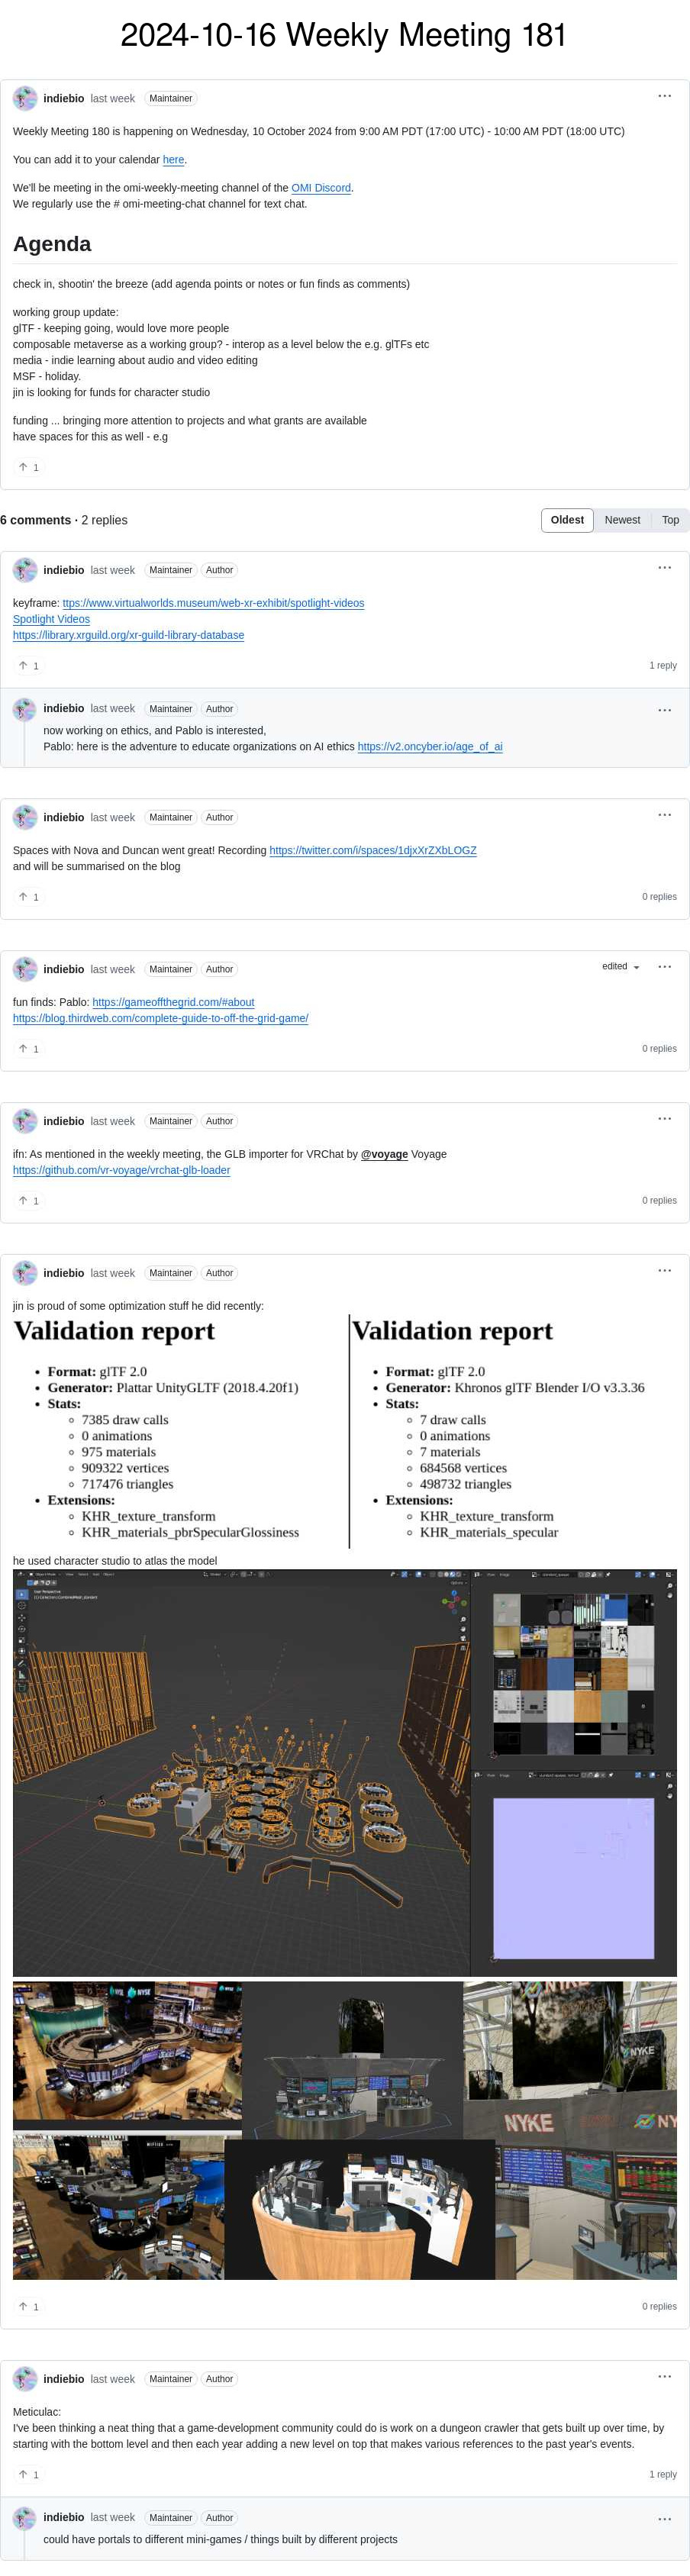 2024-10-16 Weekly Meeting 181
indiebio last week Maintainer
Weekly Meeting 180 is happening on Wednesday, 10 October 2024 from 9:00 AM PDT (17:00 UTC) - 10:00 AM PDT (18:00 UTC)
You can add it to your calendar here.
We'll be meeting in the omi-weekly-meeting channel of the OMI Discord.
We regularly use the # omi-meeting-chat channel for text chat.
Agenda
check in, shootin' the breeze (add agenda points or notes or fun finds as comments)
working group update:
glTF - keeping going, would love more people
composable metaverse as a working group? - interop as a level below the e.g. glTFs etc
media - indie learning about audio and video editing
MSF - holiday.
jin is looking for funds for character studio
funding ... bringing more attention to projects and what grants are available
have spaces for this as well - e.g
1
6 comments · 2 replies
Oldest Newest Top
indiebio last week Maintainer Author
keyframe: ttps://www.virtualworlds.museum/web-xr-exhibit/spotlight-videos
Spotlight Videos
https://library.xrguild.org/xr-guild-library-database
1 1 reply
indiebio last week Maintainer Author
now working on ethics, and Pablo is interested,
Pablo: here is the adventure to educate organizations on AI ethics https://v2.oncyber.io/age_of_ai
indiebio last week Maintainer Author
Spaces with Nova and Duncan went great! Recording https://twitter.com/i/spaces/1djxXrZXbLOGZ
and will be summarised on the blog
1 0 replies
indiebio last week Maintainer Author edited
fun finds: Pablo: https://gameoffthegrid.com/#about
https://blog.thirdweb.com/complete-guide-to-off-the-grid-game/
1 0 replies
indiebio last week Maintainer Author
ifn: As mentioned in the weekly meeting, the GLB importer for VRChat by @voyage Voyage
https://github.com/vr-voyage/vrchat-glb-loader
1 0 replies
indiebio last week Maintainer Author
jin is proud of some optimization stuff he did recently:
Validation report
Format: glTF 2.0
Generator: Plattar UnityGLTF (2018.4.20f1)
Stats:
7385 draw calls
0 animations
975 materials
909322 vertices
717476 triangles
Extensions:
KHR_texture_transform
KHR_materials_pbrSpecularGlossiness
Validation report
Format: glTF 2.0
Generator: Khronos glTF Blender I/O v3.3.36
Stats:
7 draw calls
0 animations
7 materials
684568 vertices
498732 triangles
Extensions:
KHR_texture_transform
KHR_materials_specular
he used character studio to atlas the model
NYSE
NYKE
NYKE
NY
1 0 replies
indiebio last week Maintainer Author
Meticulac:
I've been thinking a neat thing that a game-development community could do is work on a dungeon crawler that gets built up over time, by
starting with the bottom level and then each year adding a new level on top that makes various references to the past year's events.
1 1 reply
indiebio last week Maintainer Author
could have portals to different mini-games / things built by different projects